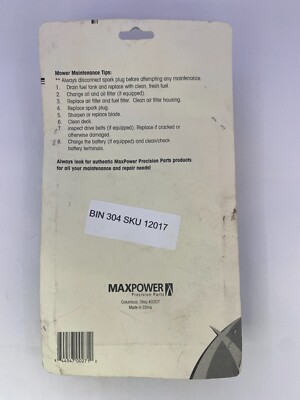 Mower Maintenance Tips:
** Always disconnect spark plug before attempting any maintenance.
1. Drain fuel tank and replace with clean, fresh fuel.
2. Change oil and oil filter (if equipped).
3. Replace air filter and fuel filter. Clean air filter housing.
4. Replace spark plug.
5. Sharpen or replace blade.
6. Clean deck.
7. Inspect drive belts (if equipped). Replace if cracked or
otherwise damaged.
8. Change the battery (if equipped) and clean/check
battery terminals.
Always look for authentic MaxPower Precision Parts products
for all your maintenance and repair needs!
BIN 304 SKU 12017
MAXPOWER
Precision Parts
Columbus, Ohio
Made in China